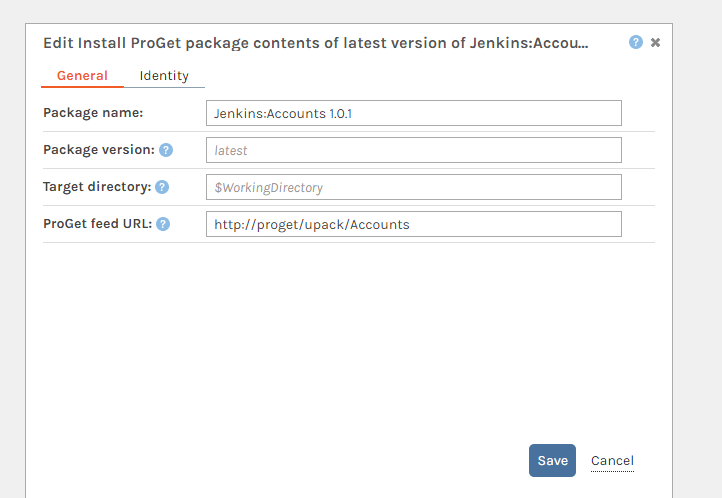 Edit Install ProGet package contents of latest version of Jenkins:Accou... ? ✖
General Identity
Package name: Jenkins:Accounts 1.0.1
Package version: ? latest
Target directory: ? $WorkingDirectory
ProGet feed URL: ? http://proget/upack/Accounts
Save Cancel